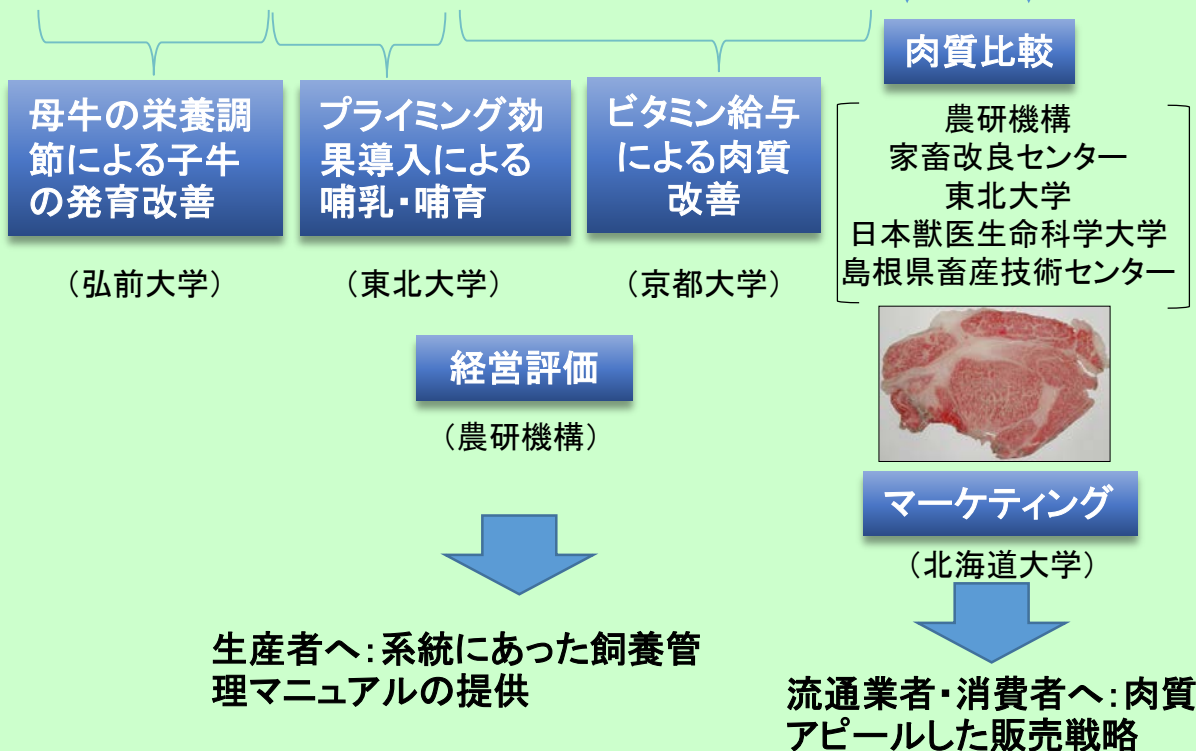 母牛の栄養調
節による子牛
の発育改善
（弘前大学）
プライミング効
果導入による
哺乳・哺育
（東北大学）
ビタミン給与
による肉質
改善
（京都大学）
肉質比較
農研機構
家畜改良センター
東北大学
日本獣医生命科学大学
島根県畜産技術センター
経営評価
（農研機構）
マーケティング
（北海道大学）
生産者へ：系統にあった飼養管
理マニュアルの提供
流通業者・消費者へ：肉質
アピールした販売戦略